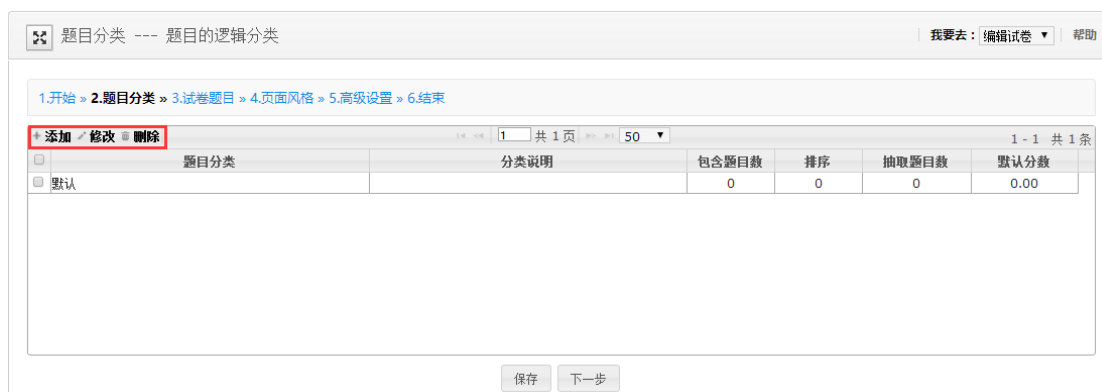 题目分类 --- 题目的逻辑分类 我要去： 编辑试卷 ▼ 帮助
1.开始 » 2.题目分类 » 3.试卷题目 » 4.页面风格 » 5.高级设置 » 6.结束
添加 修改 删除 1 共 1 页 50 ▼ 1 - 1 共 1 条
题目分类 分类说明 包含题目数 排序 抽取题目数 默认分数
默认 0 0 0 0.00
保存 下一步